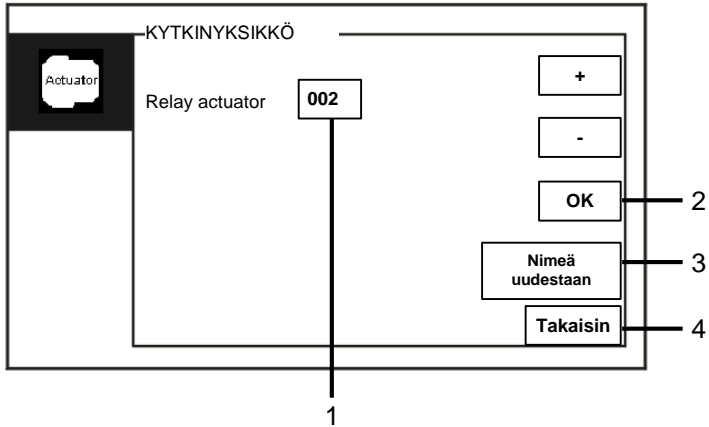 KYTKINYKSIKKÖ
Actuator
Relay actuator 002
+
-
OK
2
Nimeä
uudestaan
3
Takaisin
4
1